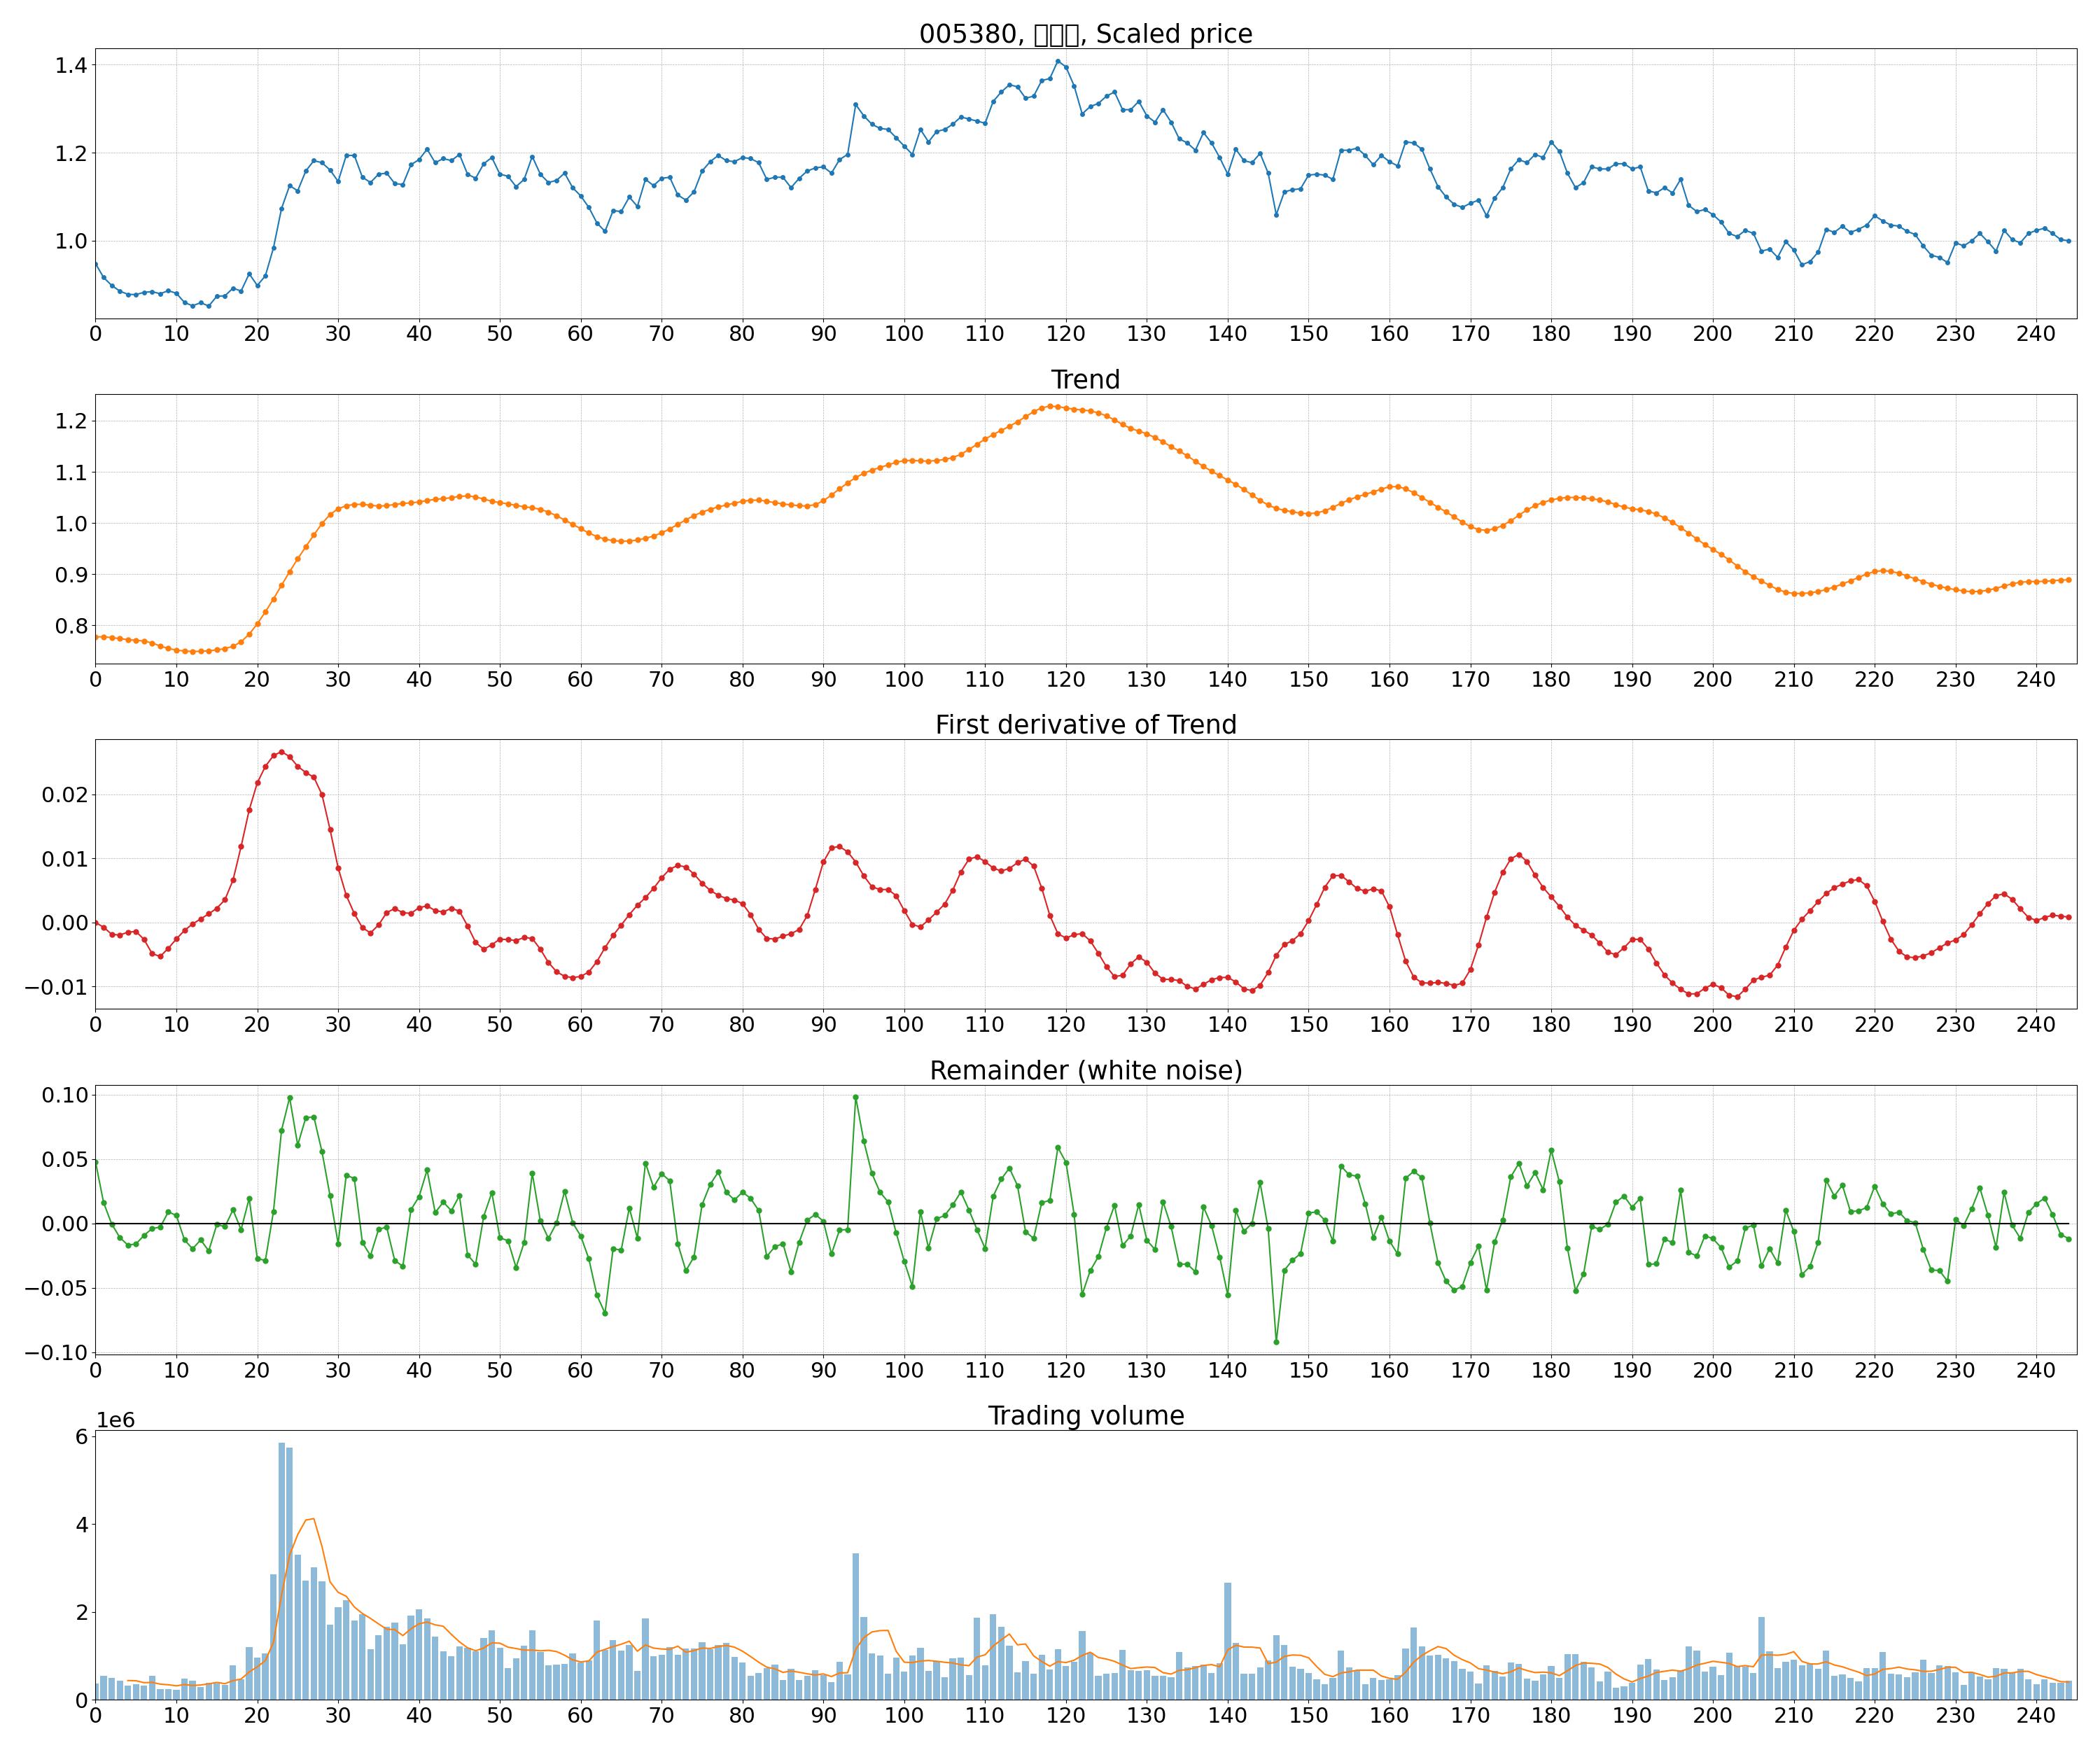 005380, □□□, Scaled price
1.4
1.2
1.0
0 10 20 30 40 50 60 70 80 90 100 110 120 130 140 150 160 170 180 190 200 210 220 230 240
Trend
1.2
1.1
1.0
0.9
0.8
0 10 20 30 40 50 60 70 80 90 100 110 120 130 140 150 160 170 180 190 200 210 220 230 240
First derivative of Trend
0.02
0.01
0.00
−0.01
0 10 20 30 40 50 60 70 80 90 100 110 120 130 140 150 160 170 180 190 200 210 220 230 240
Remainder (white noise)
0.10
0.05
0.00
−0.05
−0.10
0 10 20 30 40 50 60 70 80 90 100 110 120 130 140 150 160 170 180 190 200 210 220 230 240
Trading volume
1e6
6
4
2
0
0 10 20 30 40 50 60 70 80 90 100 110 120 130 140 150 160 170 180 190 200 210 220 230 240